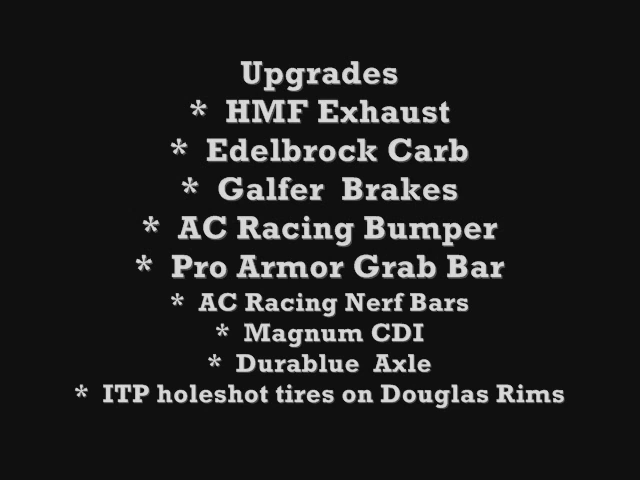 Upgrades
* HMF Exhaust
* Edelbrock Carb
* Galfer Brakes
* AC Racing Bumper
* Pro Armor Grab Bar
* AC Racing Nerf Bars
* Magnum CDI
* Durablue Axle
* ITP holeshot tires on Douglas Rims